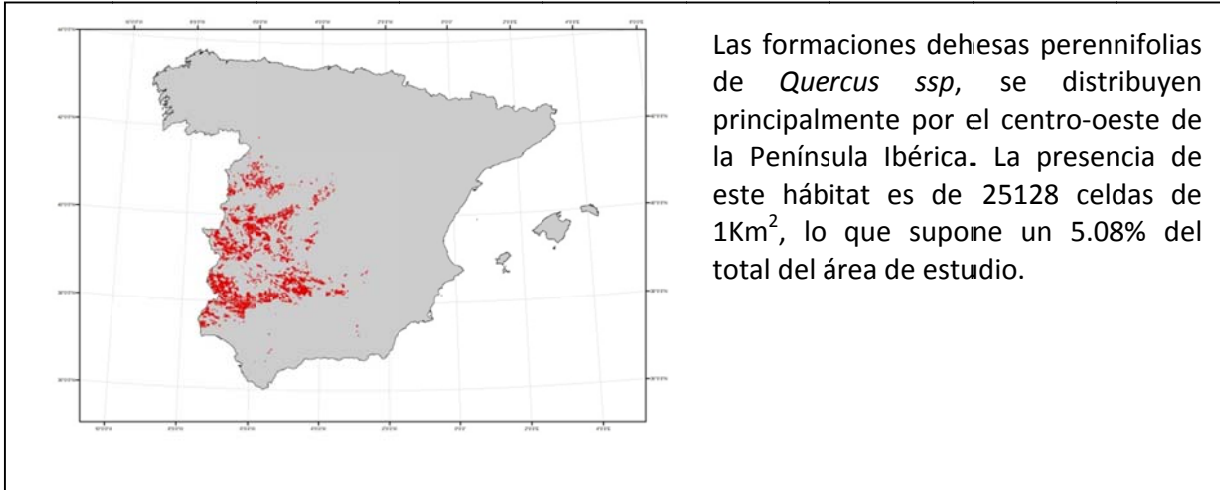 Las formaciones dehesas perennifolias
de Quercus ssp, se distribuyen
principalmente por el centro-oeste de
la Península Ibérica. La presencia de
este hábitat es de 25128 celdas de
1Km², lo que supone un 5.08% del
total del área de estudio.